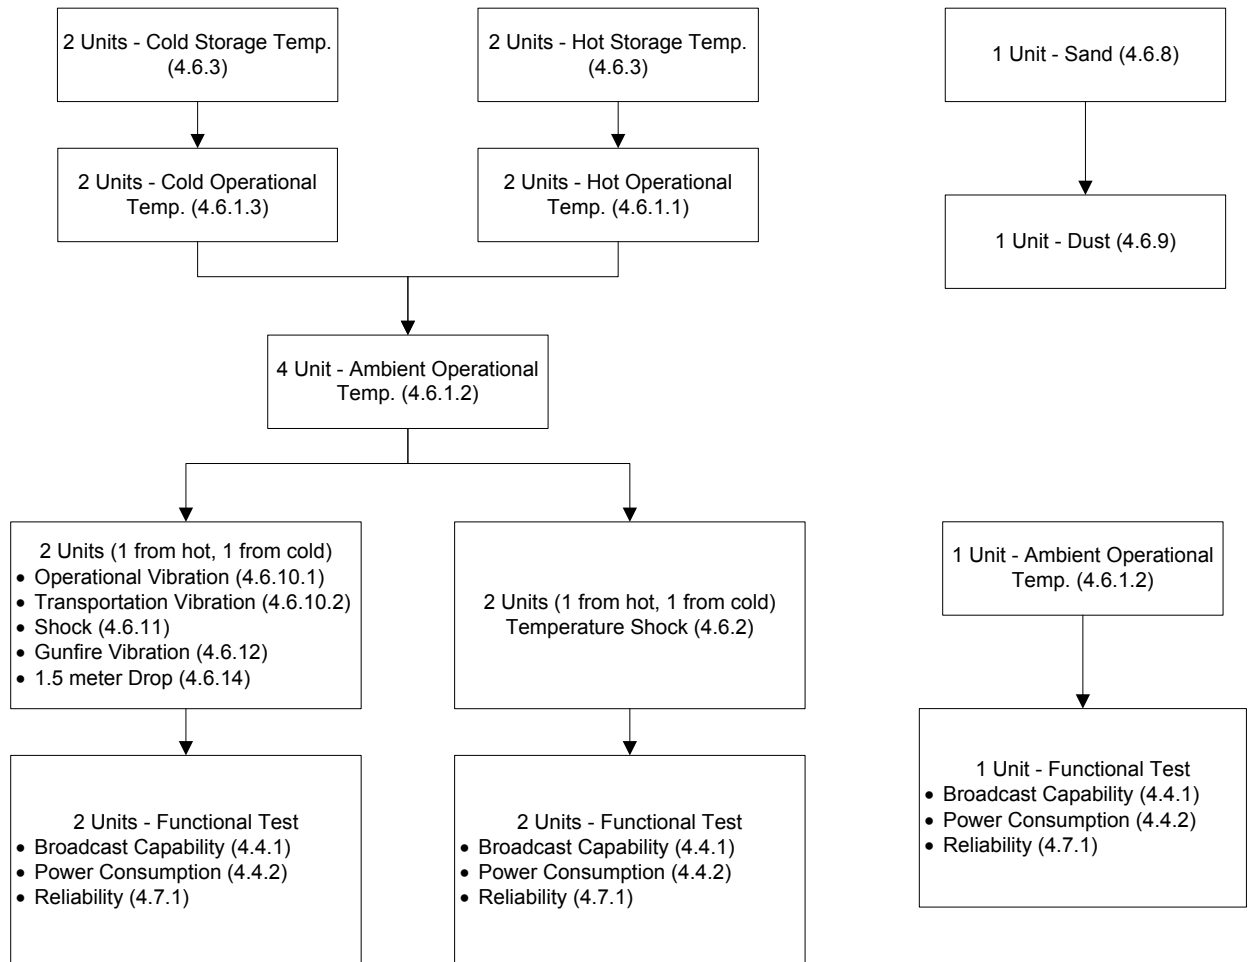 2 Units - Cold Storage Temp.
(4.6.3)
2 Units - Hot Storage Temp.
(4.6.3)
1 Unit - Sand (4.6.8)
2 Units - Cold Operational
Temp. (4.6.1.3)
2 Units - Hot Operational
Temp. (4.6.1.1)
1 Unit - Dust (4.6.9)
4 Unit - Ambient Operational
Temp. (4.6.1.2)
2 Units (1 from hot, 1 from cold)
• Operational Vibration (4.6.10.1)
• Transportation Vibration (4.6.10.2)
• Shock (4.6.11)
• Gunfire Vibration (4.6.12)
• 1.5 meter Drop (4.6.14)
2 Units (1 from hot, 1 from cold)
Temperature Shock (4.6.2)
1 Unit - Ambient Operational
Temp. (4.6.1.2)
2 Units - Functional Test
• Broadcast Capability (4.4.1)
• Power Consumption (4.4.2)
• Reliability (4.7.1)
2 Units - Functional Test
• Broadcast Capability (4.4.1)
• Power Consumption (4.4.2)
• Reliability (4.7.1)
1 Unit - Functional Test
• Broadcast Capability (4.4.1)
• Power Consumption (4.4.2)
• Reliability (4.7.1)